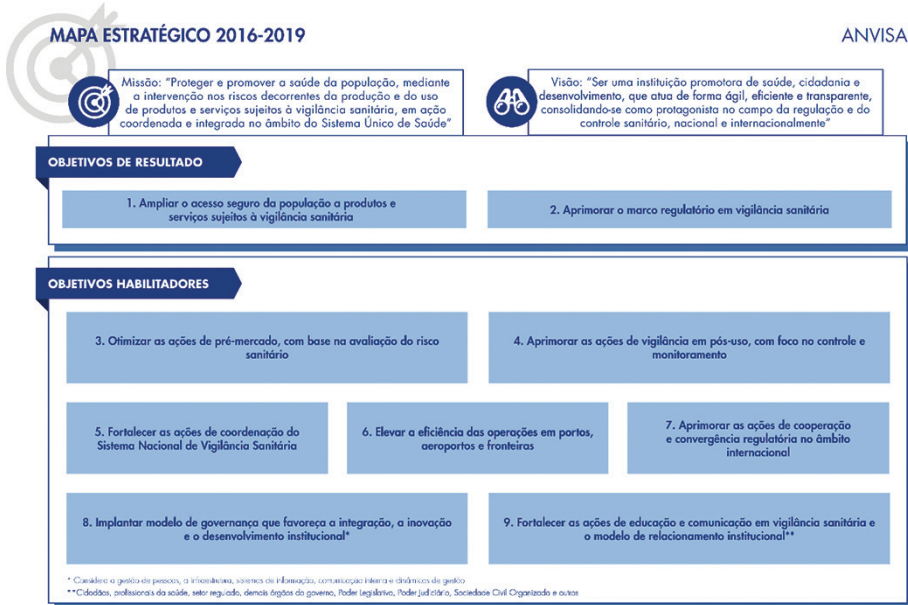 MAPA ESTRATÉGICO 2016-2019
ANVISA
Missão: “Proteger e promover a saúde da população, mediante
a intervenção nos riscos decorrentes da produção e do uso
de produtos e serviços sujeitos à vigilância sanitária, em ação
coordenada e integrada no âmbito do Sistema Único de Saúde”
Visão: “Ser uma instituição promotora de saúde, cidadania e
desenvolvimento, que atua de forma ágil, eficiente e transparente,
consolidando-se como protagonista no campo da regulação e do
controle sanitário, nacional e internacionalmente”
OBJETIVOS DE RESULTADO
1. Ampliar o acesso seguro da população a produtos e
serviços sujeitos à vigilância sanitária
2. Aprimorar o marco regulatório em vigilância sanitária
OBJETIVOS HABILITADORES
3. Otimizar as ações de pré-mercado, com base na avaliação do risco
sanitário
4. Aprimorar as ações de vigilância em pós-uso, com foco no controle e
monitoramento
5. Fortalecer as ações de coordenação do
Sistema Nacional de Vigilância Sanitária
6. Elevar a eficiência das operações em portos,
aeroportos e fronteiras
7. Aprimorar as ações de cooperação
e convergência regulatória no âmbito
internacional
8. Implantar modelo de governança que favoreça a integração, a inovação
e o desenvolvimento institucional*
9. Fortalecer as ações de educação e comunicação em vigilância sanitária e
o modelo de relacionamento institucional**
* Considera a gestão de pessoas, a infraestrutura, sistemas de informação, comunicação interna e dinâmicas de gestão
**Cidadãos, profissionais da saúde, setor regulado, demais órgãos do governo, Poder Legislativo, Poder Judiciário, Sociedade Civil Organizada e outros